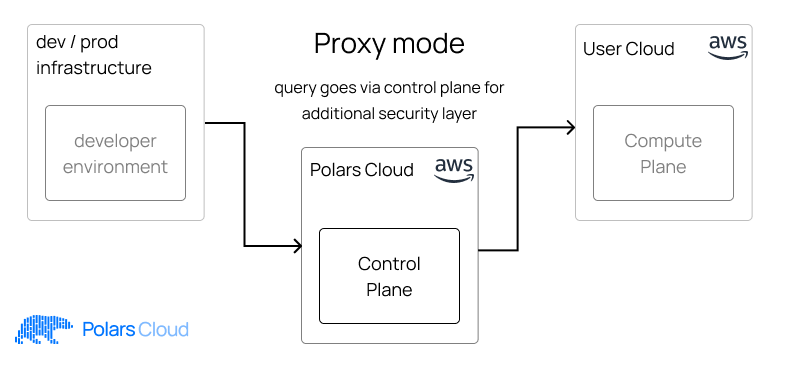 dev / prod
infrastructure
developer
environment
Proxy mode
query goes via control plane for
additional security layer
Polars Cloud
aws
Control
Plane
User Cloud
aws
Compute
Plane
Polars Cloud